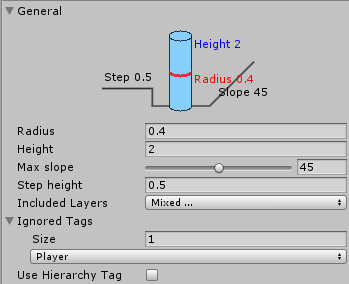 General
Height 2
Step 0.5
Radius 0.4
Slope 45
Radius 0.4
Height 2
Max slope 45
Step height 0.5
Included Layers Mixed ...
Ignored Tags
Size 1
Player
Use Hierarchy Tag